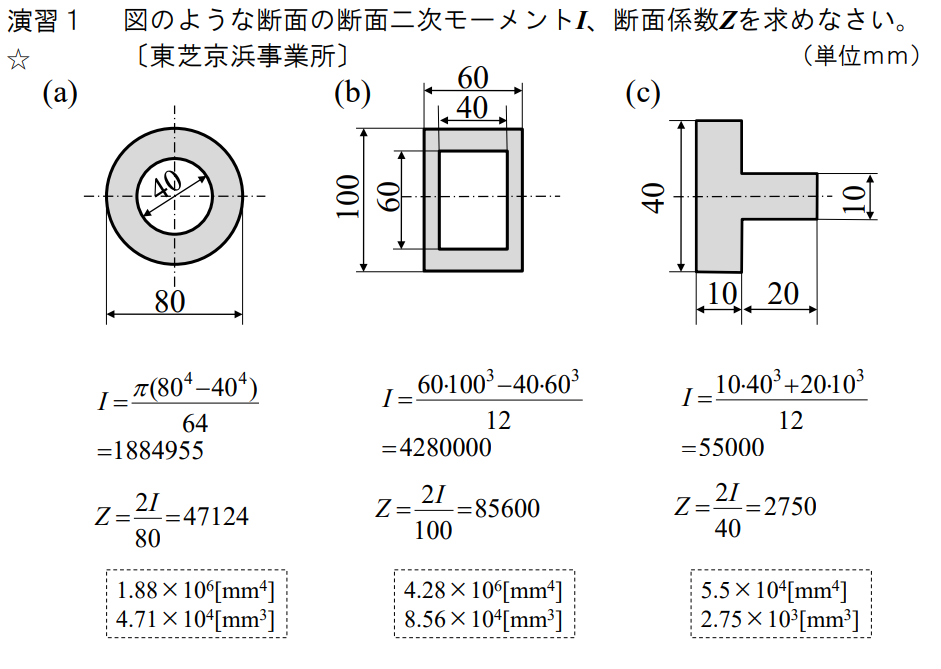 演習1 図のような断面の断面二次モーメントI、断面係数Zを求めなさい。
☆ 〔東芝京浜事業所〕 （単位mm）
(a) (b) (c)
40
80
60
40
100
60
40
10
10 20
I=π(80⁴−40⁴)/64
=1884955
Z=2I/80=47124
1.88×10⁶[mm⁴]
4.71×10⁴[mm³]
I=60·100³−40·60³/12
=4280000
Z=2I/100=85600
4.28×10⁶[mm⁴]
8.56×10⁴[mm³]
I=10·40³+20·10³/12
=55000
Z=2I/40=2750
5.5×10⁴[mm⁴]
2.75×10³[mm³]